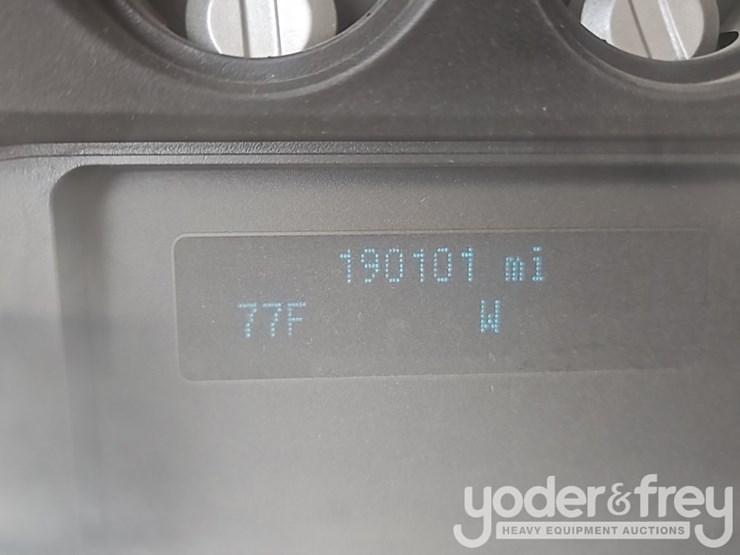 190101 mi
77F W
yoder&frey
HEAVY EQUIPMENT AUCTIONS